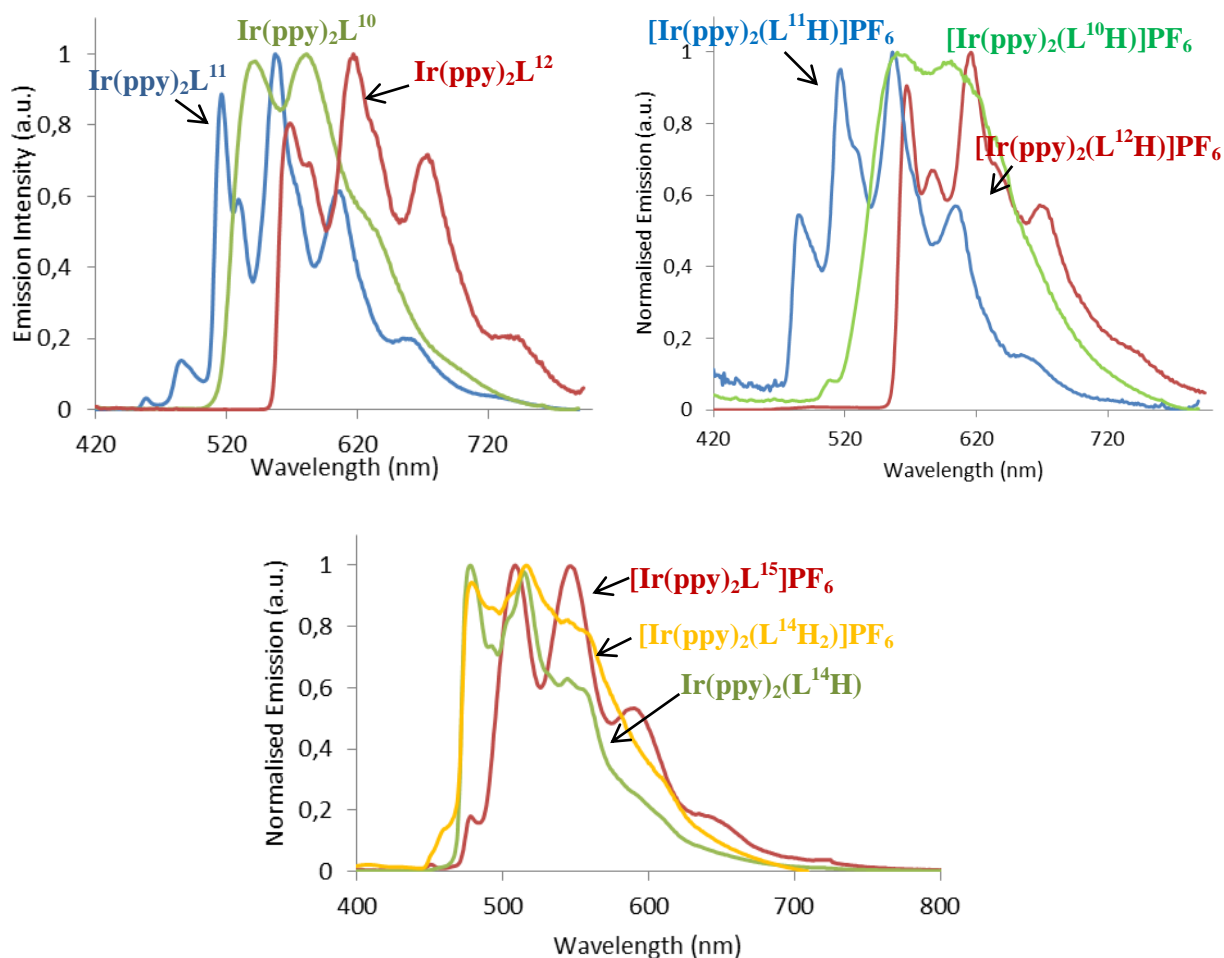 Ir(ppy)₂L¹⁰
Ir(ppy)₂L¹¹
Ir(ppy)₂L¹²
Emission Intensity (a.u.)
1
0,8
0,6
0,4
0,2
0
420 520 620 720
Wavelength (nm)
[Ir(ppy)₂(L¹¹H)]PF₆
[Ir(ppy)₂(L¹⁰H)]PF₆
[Ir(ppy)₂(L¹²H)]PF₆
Normalised Emission (a.u.)
1
0,8
0,6
0,4
0,2
0
420 520 620 720
Wavelength (nm)
[Ir(ppy)₂L¹⁵]PF₆
[Ir(ppy)₂(L¹⁴H₂)]PF₆
Ir(ppy)₂(L¹⁴H)
Normalised Emission (a.u.)
1
0,8
0,6
0,4
0,2
0
400 500 600 700 800
Wavelength (nm)